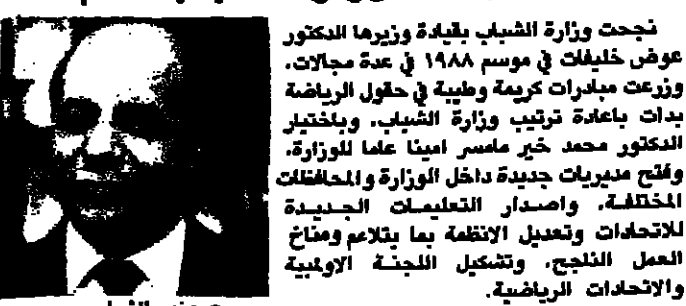 نجحت وزارة الشباب بقيادة وزيرها الدكتور
عوض خليفات في موسم ١٩٨٨ في عدة مجالات.
وزرعت مبادرات كريمة وطيبة في حقول الرياضة
بدات باعادة ترتيب وزارة الشباب. وباختيار
الدكتور محمد خير مامسر امينا عاما للوزارة.
وفتح مديريات جديدة داخل الوزارة والمحافظات
المختلفة. واصدار التعليمات الجديدة
للاتحادات وتعديل الانظمة بما يتلاءم ومناخ
العمل الناجح. وتشكيل اللجنة الاولمبية
والاتحادات الرياضية.